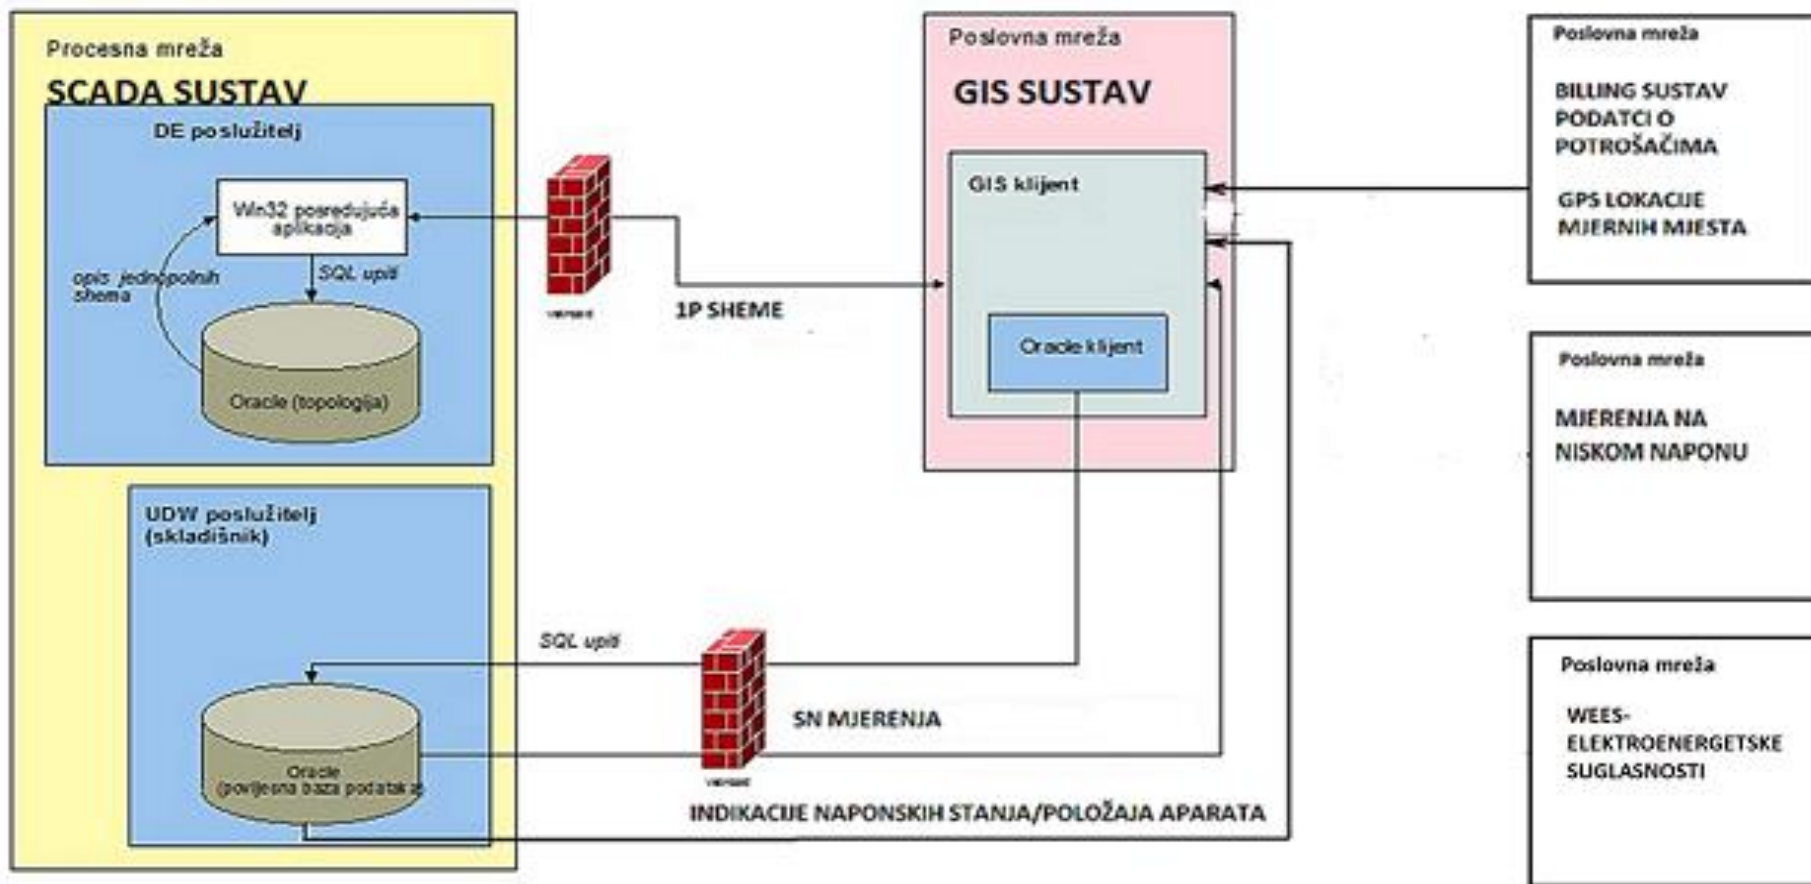 Procesna mreža
SCADA SUSTAV
DE poslužitelj
Win32 posredujuća
aplikacija
opis jednopolnih
shema
SQL upiti
Oracle (topologija)
UDW poslužitelj
(skladišnik)
Oracle
(povijesna baza podataka)
SQL upiti
1P SHEME
SN MJERENJA
INDIKACIJE NAPONSKIH STANJA/POLOŽAJA APARATA
Poslovna mreža
GIS SUSTAV
GIS klijent
Oracle klijent
Poslovna mreža
BILLING SUSTAV
PODATCI O
POTROŠAČIMA
GPS LOKACIJE
MJERNIH MJESTA
Poslovna mreža
MJERENJA NA
NISKOM NAPONU
Poslovna mreža
WEES-
ELEKTROENERGETSKE
SUGLASNOSTI